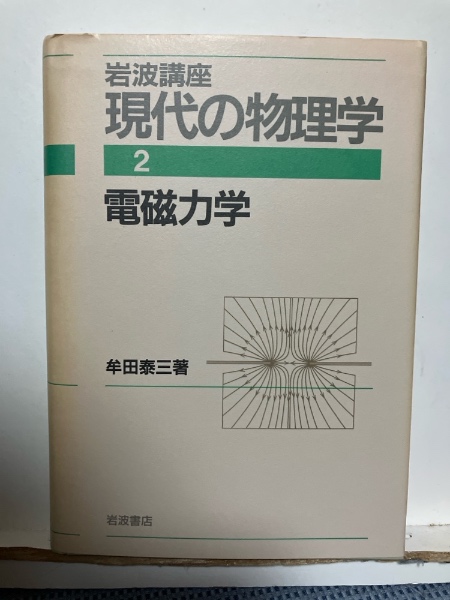 岩波講座
現代の物理学
2
電磁力学
牟田泰三著
岩波書店